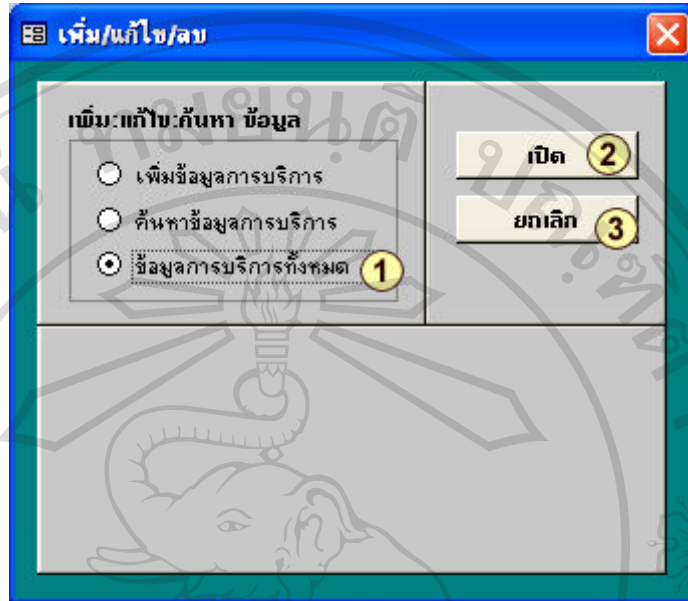 เพิ่ม/แก้ไข/ลบ
เพิ่ม:แก้ไข:ค้นหา ข้อมูล
เพิ่มข้อมูลการบริการ
ค้นหาข้อมูลการบริการ
ข้อมูลการบริการทั้งหมด 1
เปิด 2
ยกเลิก 3